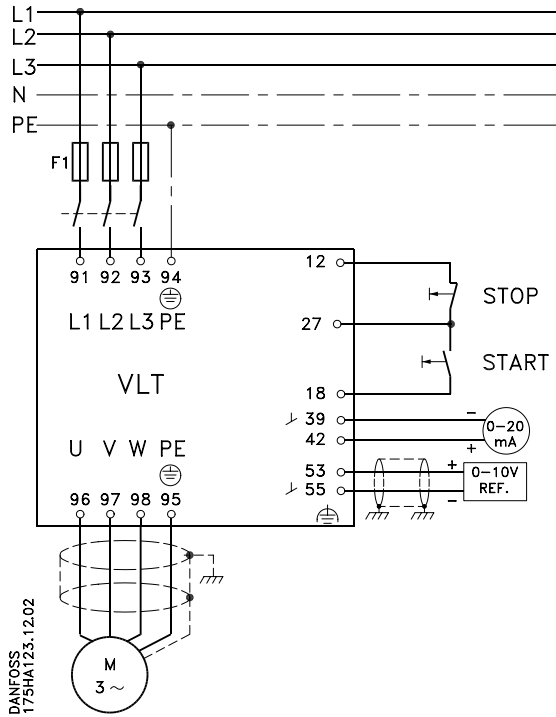 L1
L2
L3
N
PE
F1
91 92 93 94
L1 L2 L3 PE
VLT
U V W PE
96 97 98 95
12
27
18
39
42
53
55
STOP
START
−
0-20
mA
+
+
0-10V
REF.
−
M
3~
DANFOSS
175HA123.12.02